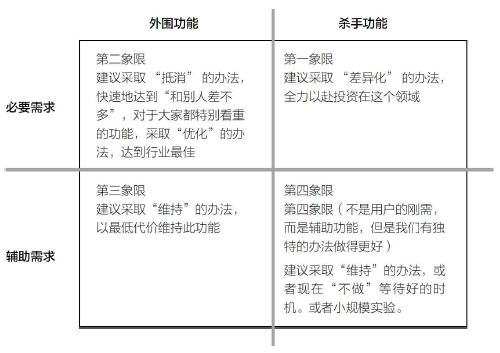 外围功能
杀手功能
必要需求
第二象限
建议采取 “抵消” 的办法，
快速地达到“和别人差不
多”，对于大家都特别看重
的功能，采取“优化”的办
法，达到行业最佳
第一象限
建议采取 “差异化” 的办法，
全力以赴投资在这个领域
辅助需求
第三象限
建议采取“维持”的办法，
以最低代价维持此功能
第四象限
第四象限（不是用户的刚需，
而是辅助功能，但是我们有独
特的办法做得更好）
建议采取“维持”的办法，或
者现在“不做”等待好的时
机。或者小规模实验。